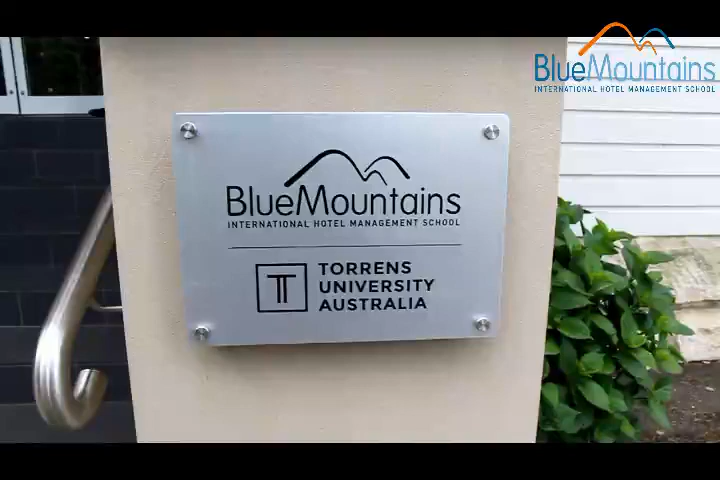 BlueMountains
INTERNATIONAL HOTEL MANAGEMENT SCHOOL
BlueMountains
INTERNATIONAL HOTEL MANAGEMENT SCHOOL
TORRENS
UNIVERSITY
AUSTRALIA